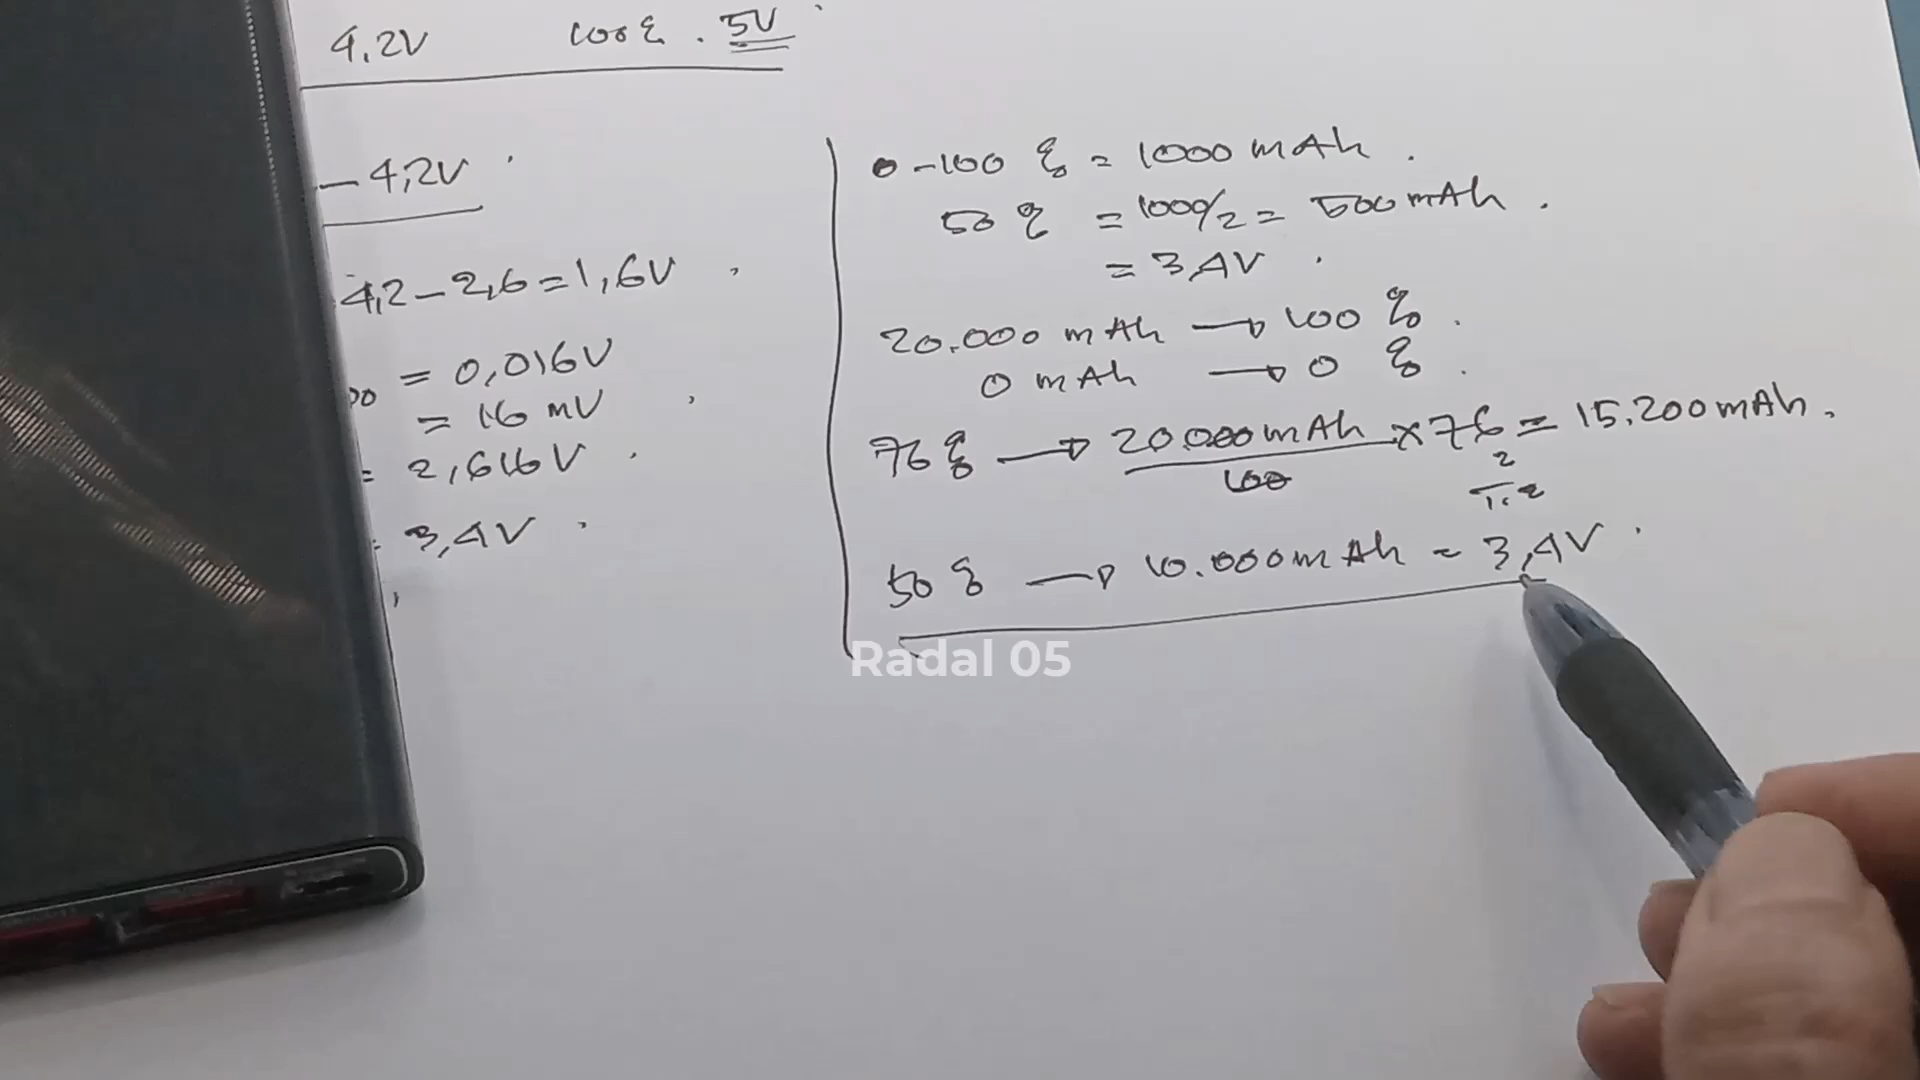 4,2V 100% . 5V
– 4,2V
4,2 – 2,6 = 1,6V
00 = 0,016V
= 16 mV
= 2,616V
= 3,4V
0 – 100 % = 1000 mAh .
50 % = 1000/2 = 500 mAh .
= 3,4V .
20.000 mAh → 100 % .
0 mAh → 0 % .
76 % → 20.000 mAh / 100 x 76 = 15.200 mAh .
50 % → 10.000 mAh = 3,4V .
Radal 05